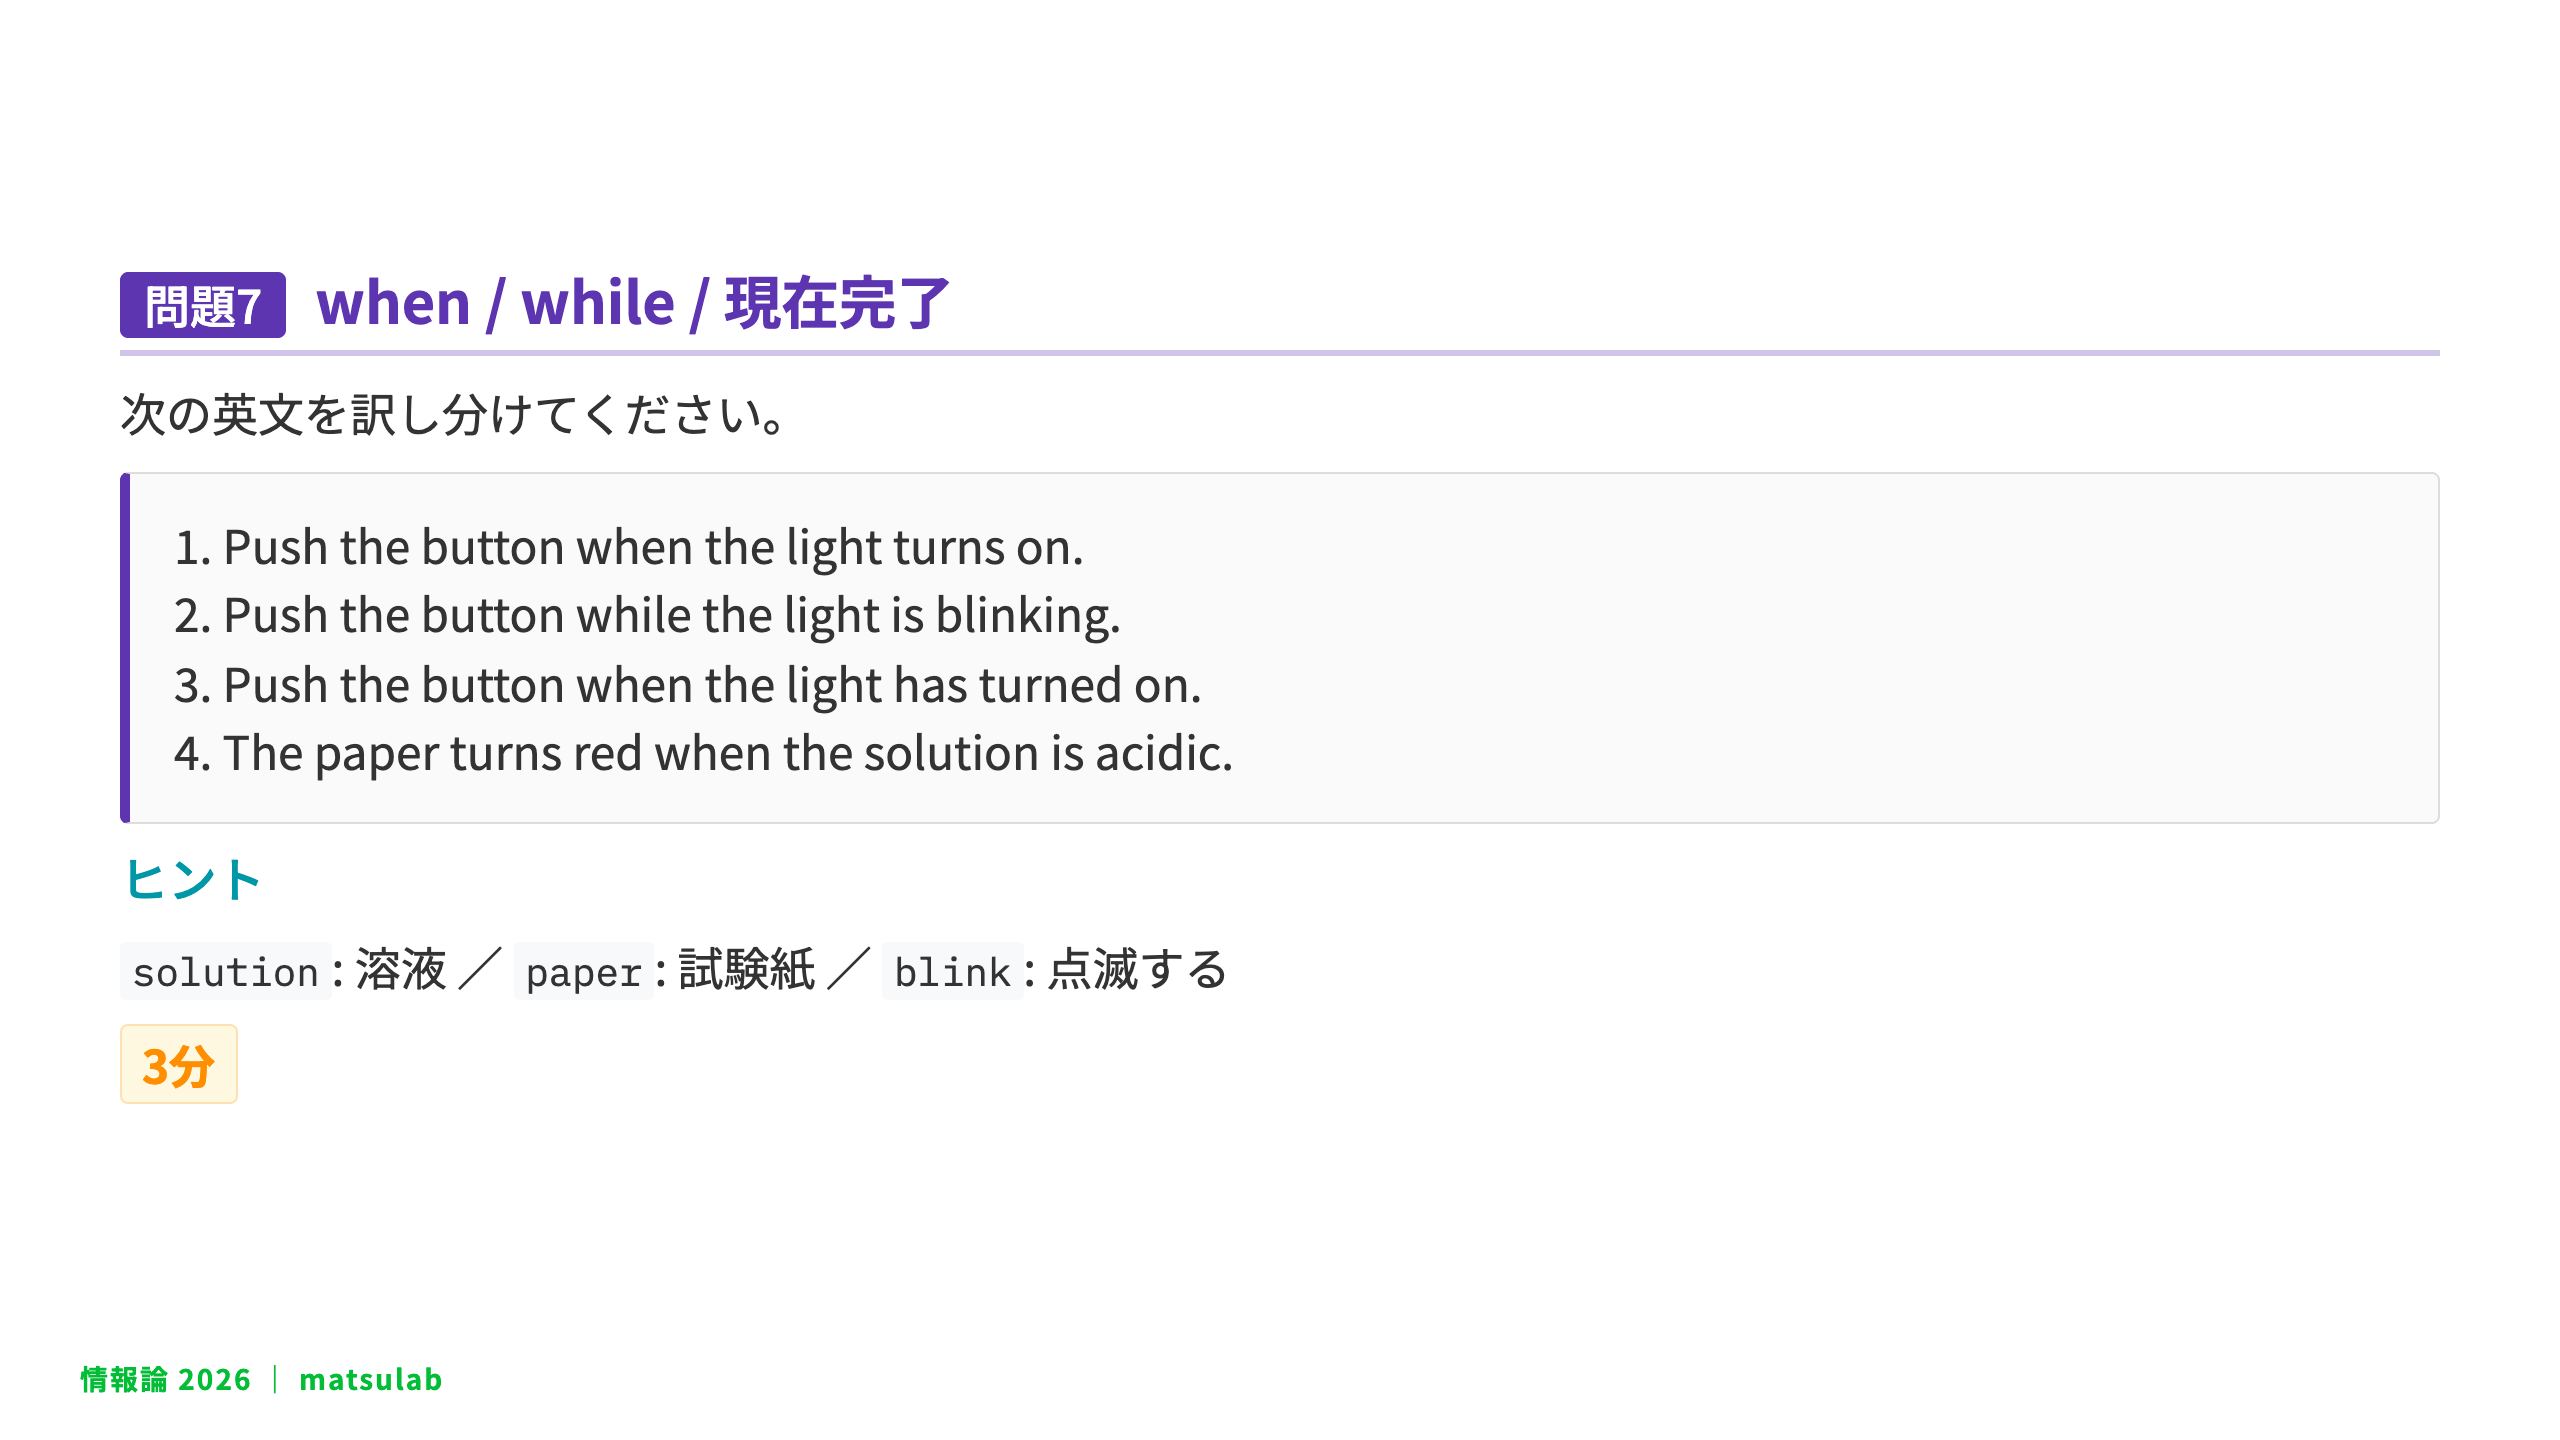 問題7 when / while / 現在完了
次の英文を訳し分けてください。
1. Push the button when the light turns on.
2. Push the button while the light is blinking.
3. Push the button when the light has turned on.
4. The paper turns red when the solution is acidic.
ヒント
solution: 溶液 ／ paper: 試験紙 ／ blink: 点滅する
3分
情報論 2026 ｜ matsulab